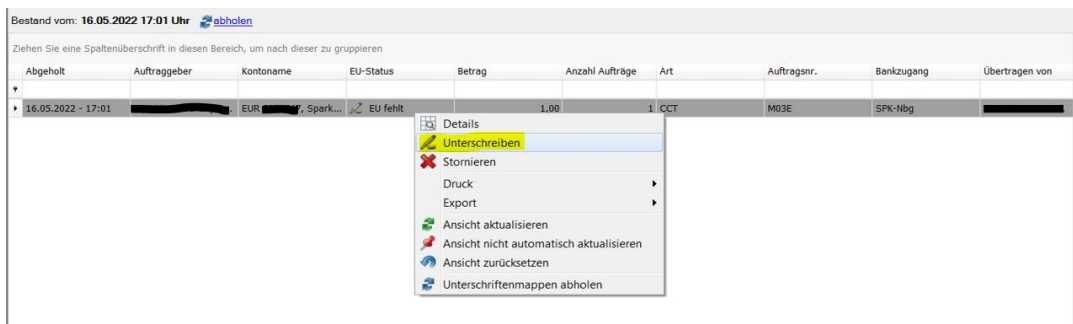 Bestand vom: 16.05.2022 17:01 Uhr abholen
Ziehen Sie eine Spaltenüberschrift in diesen Bereich, um nach dieser zu gruppieren
Abgeholt Auftraggeber Kontoname EU-Status Betrag Anzahl Aufträge Art Auftragsnr. Bankzugang Übertragen von
16.05.2022 - 17:01 EUR , Spark... EU fehlt 1,00 1 CCT M03E SPK-Nbg
Details
Unterschreiben
Stornieren
Druck
Export
Ansicht aktualisieren
Ansicht nicht automatisch aktualisieren
Ansicht zurücksetzen
Unterschriftenmappen abholen